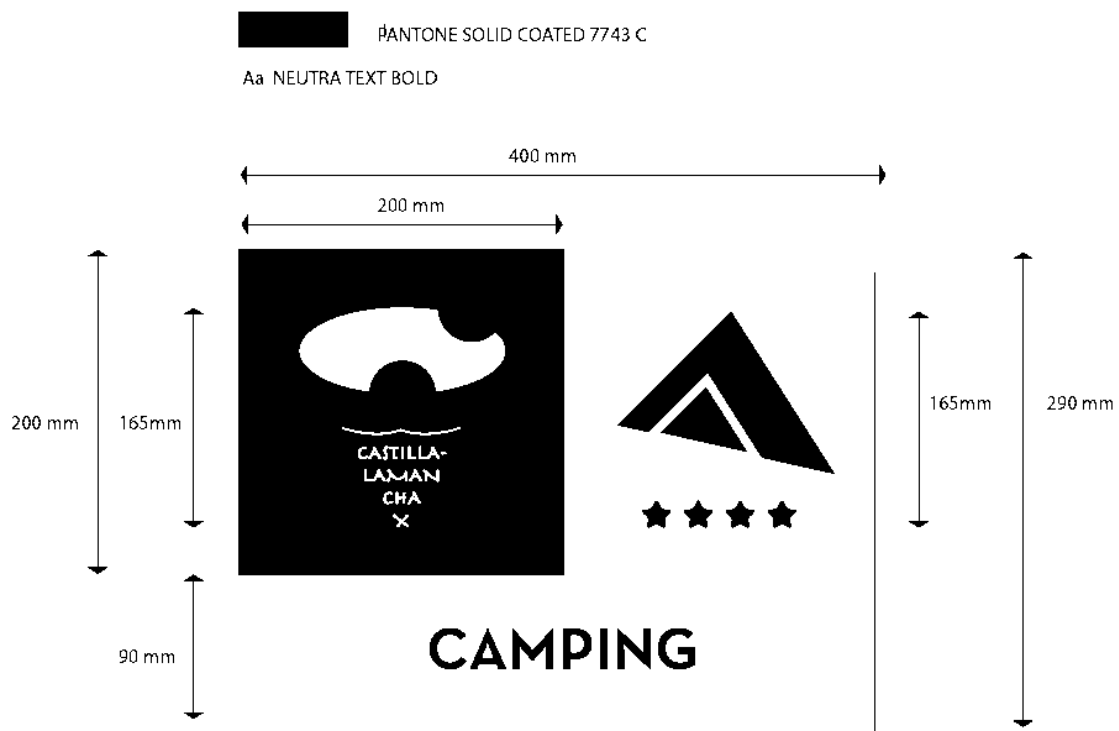 PANTONE SOLID COATED 7743 C
Aa NEUTRA TEXT BOLD
400 mm
200 mm
200 mm
165mm
CASTILLA-
LAMAN
CHA
X
165mm
290 mm
90 mm
CAMPING